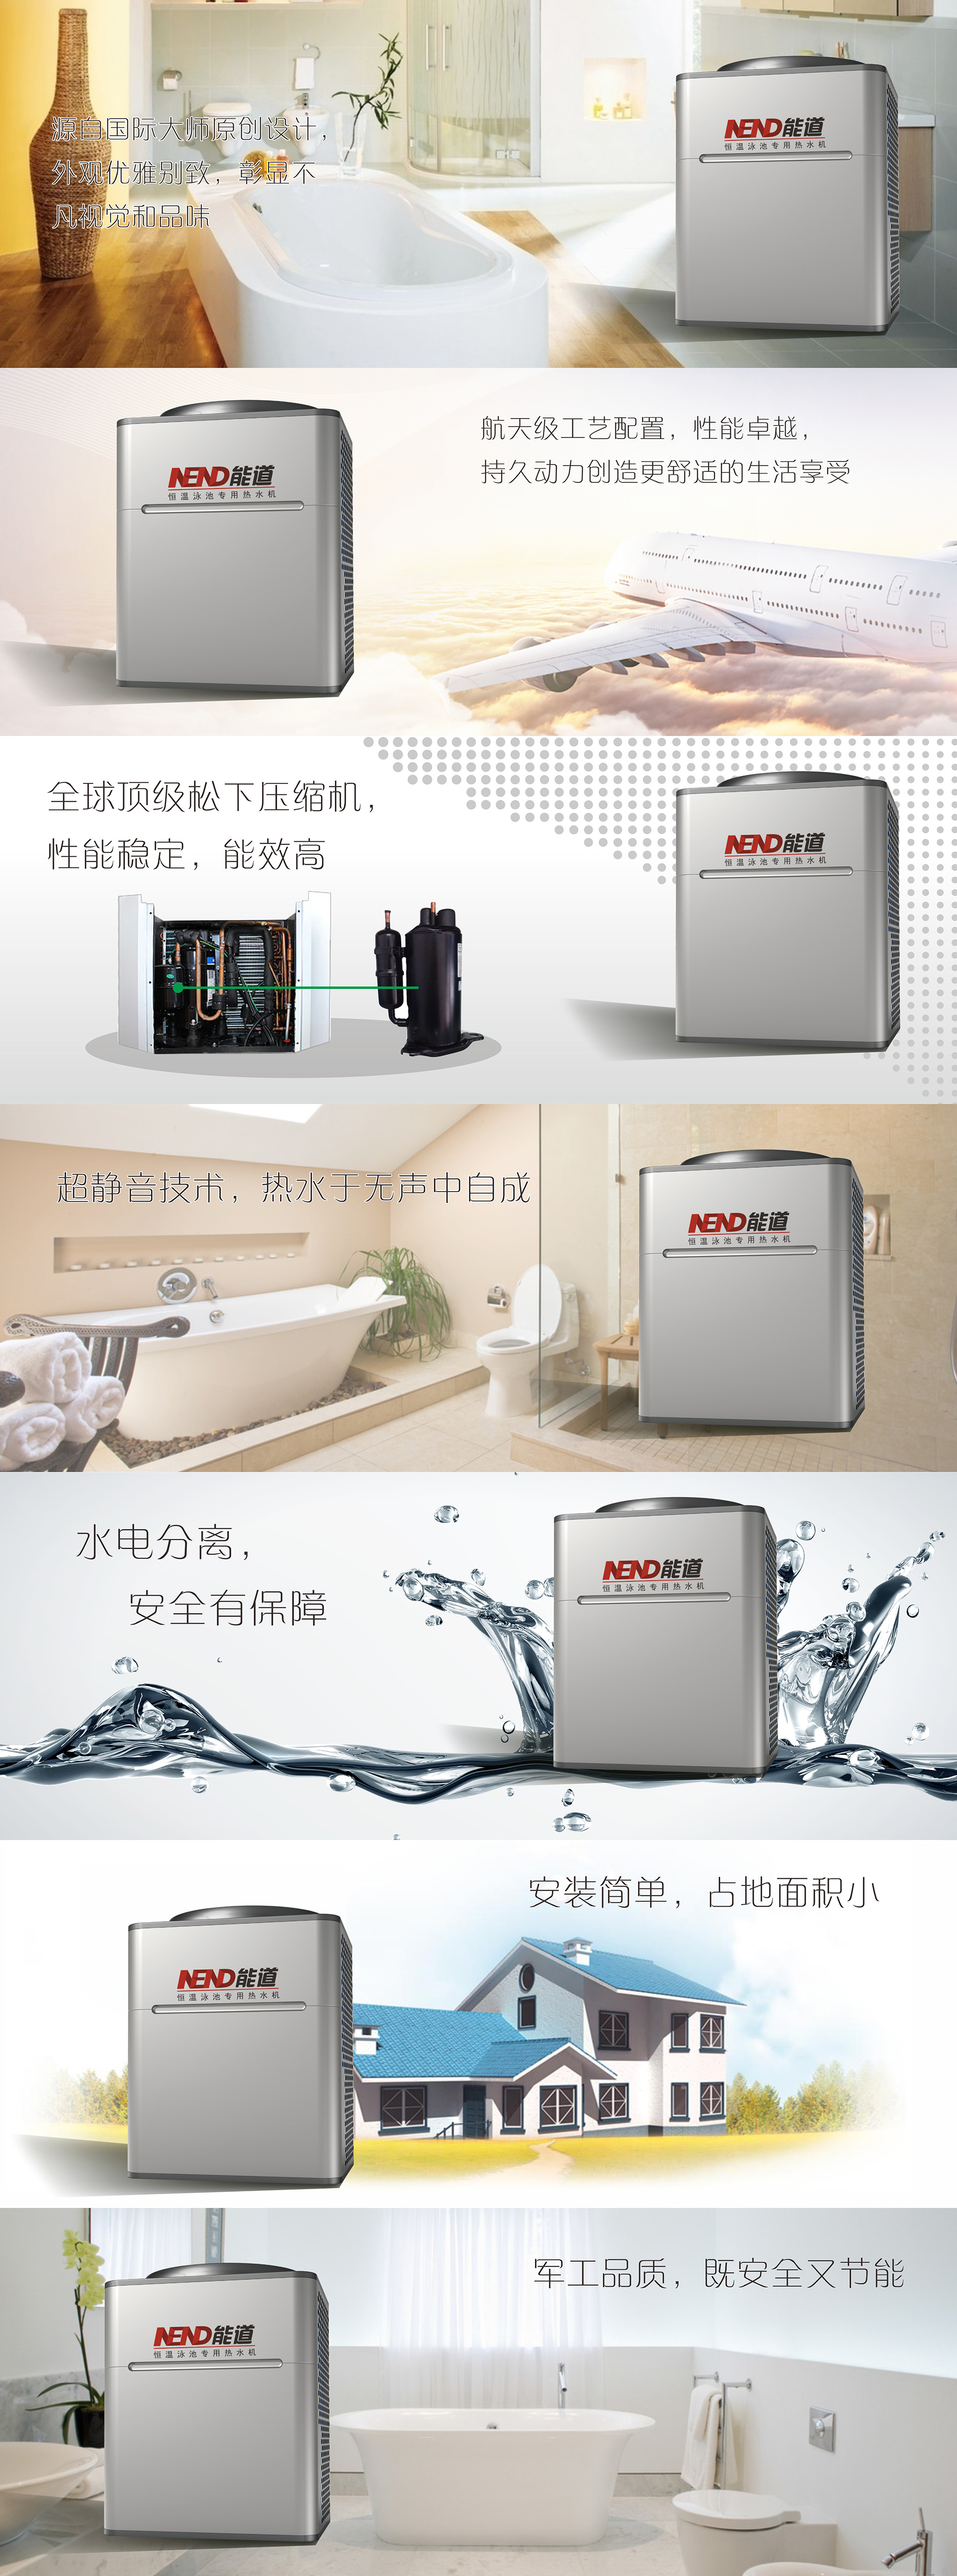 源自国际大师原创设计，
外观优雅别致，彰显不
凡视觉和品味
NEND能道
恒温泳池专用热水机
航天级工艺配置，性能卓越，
持久动力创造更舒适的生活享受
NEND能道
恒温泳池专用热水机
全球顶级松下压缩机，
性能稳定，能效高
NEND能道
恒温泳池专用热水机
超静音技术，热水于无声中自成
NEND能道
恒温泳池专用热水机
水电分离，
安全有保障
NEND能道
恒温泳池专用热水机
安装简单，占地面积小
NEND能道
恒温泳池专用热水机
军工品质，既安全又节能
NEND能道
恒温泳池专用热水机